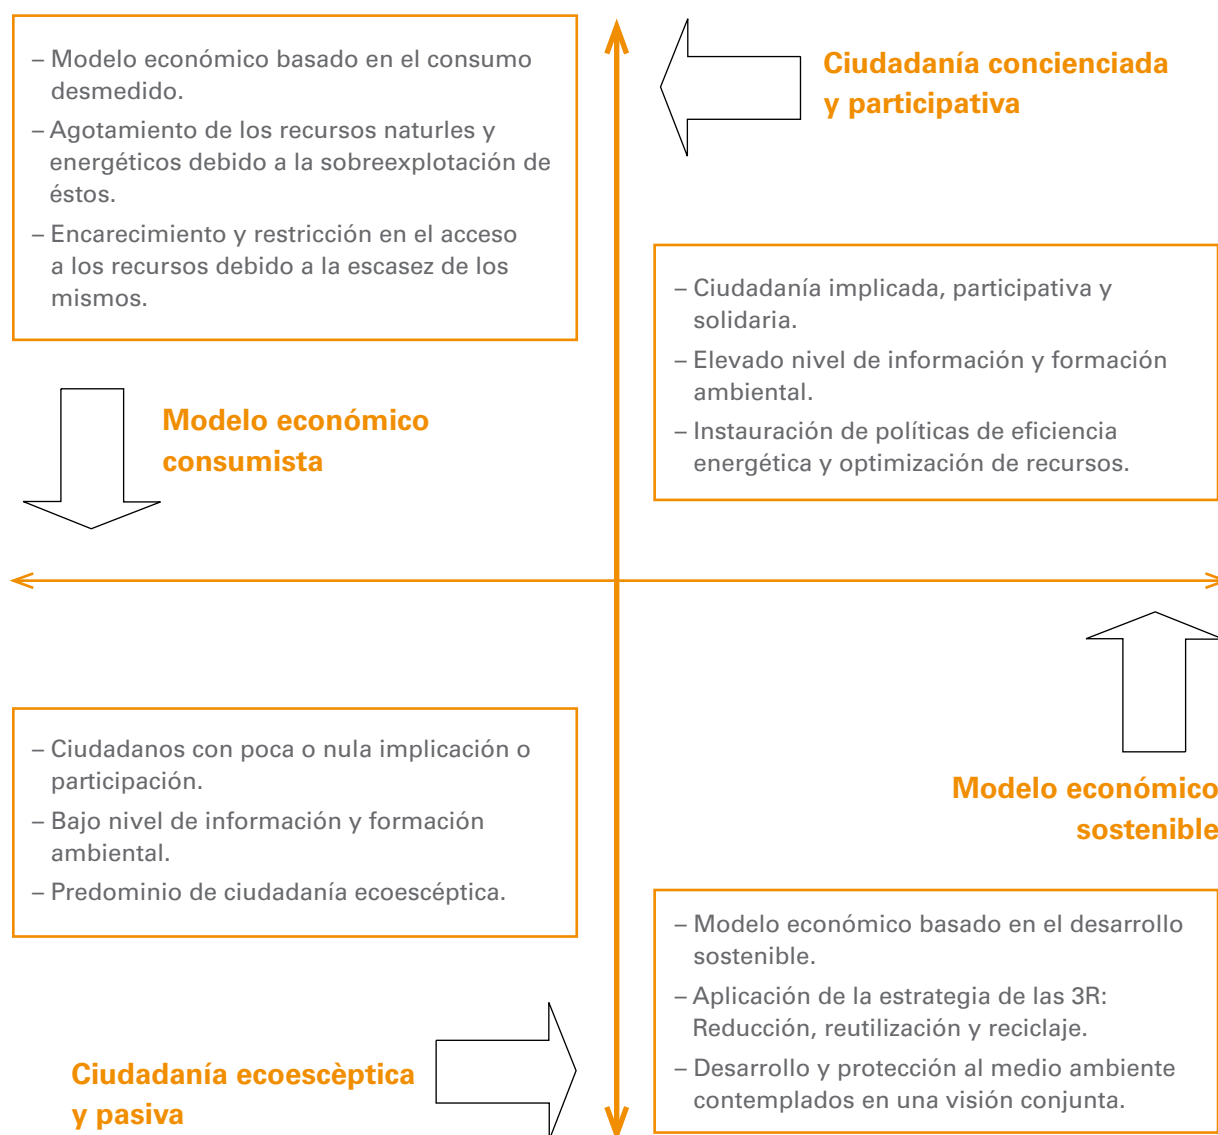 – Modelo económico basado en el consumo
desmedido.
– Agotamiento de los recursos naturles y
energéticos debido a la sobreexplotación de
éstos.
– Encarecimiento y restricción en el acceso
a los recursos debido a la escasez de los
mismos.
Ciudadanía concienciada
y participativa
– Ciudadanía implicada, participativa y
solidaria.
– Elevado nivel de información y formación
ambiental.
– Instauración de políticas de eficiencia
energética y optimización de recursos.
Modelo económico
consumista
– Ciudadanos con poca o nula implicación o
participación.
– Bajo nivel de información y formación
ambiental.
– Predominio de ciudadanía ecoescéptica.
Modelo económico
sostenible
– Modelo económico basado en el desarrollo
sostenible.
– Aplicación de la estrategia de las 3R:
Reducción, reutilización y reciclaje.
– Desarrollo y protección al medio ambiente
contemplados en una visión conjunta.
Ciudadanía ecoescèptica
y pasiva